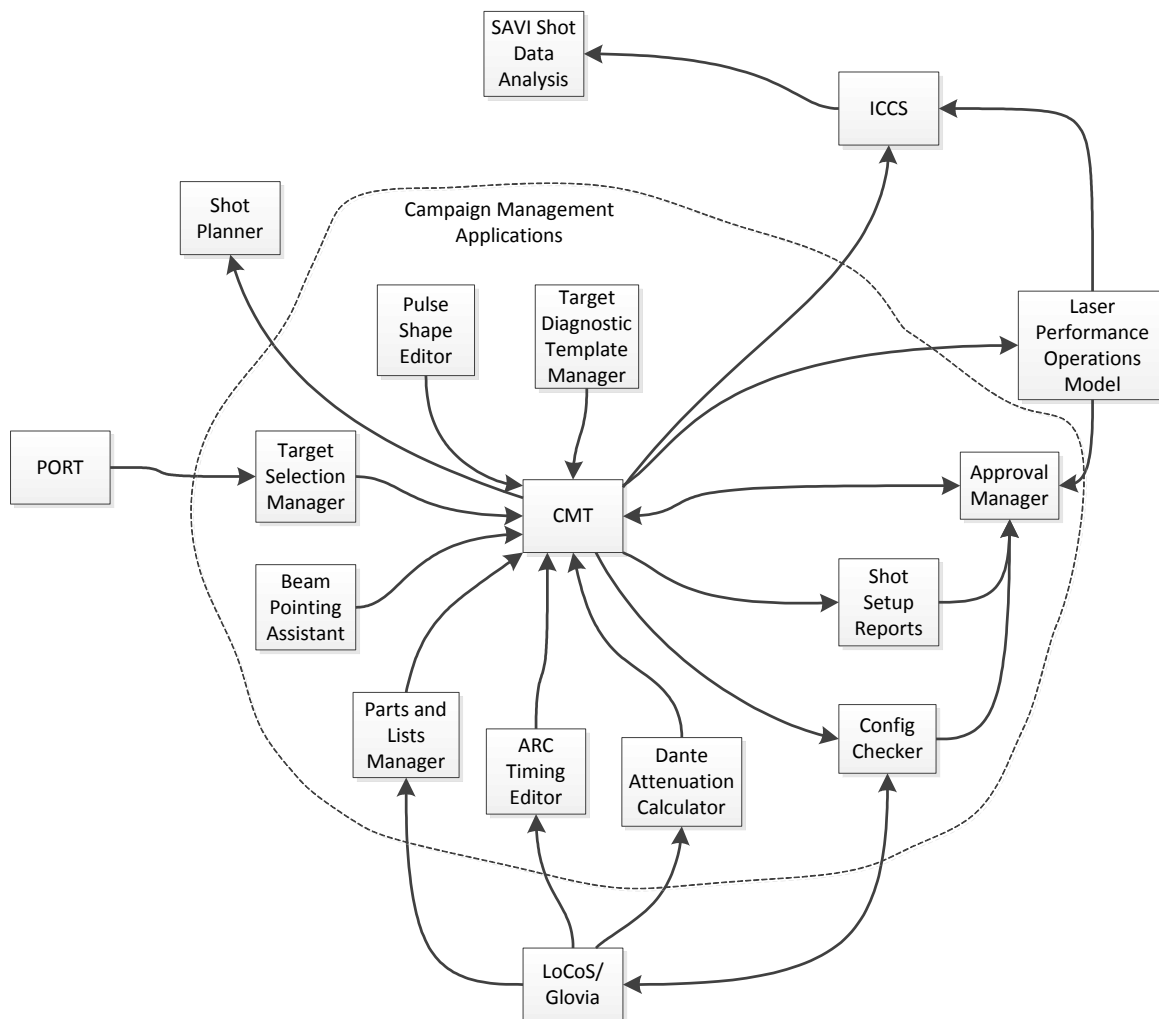 SAVI Shot
Data
Analysis
ICCS
Shot
Planner
Campaign Management
Applications
Pulse
Shape
Editor
Target
Diagnostic
Template
Manager
Laser
Performance
Operations
Model
PORT
Target
Selection
Manager
CMT
Approval
Manager
Beam
Pointing
Assistant
Shot
Setup
Reports
Parts and
Lists
Manager
ARC
Timing
Editor
Dante
Attenuation
Calculator
Config
Checker
LoCoS/
Glovia